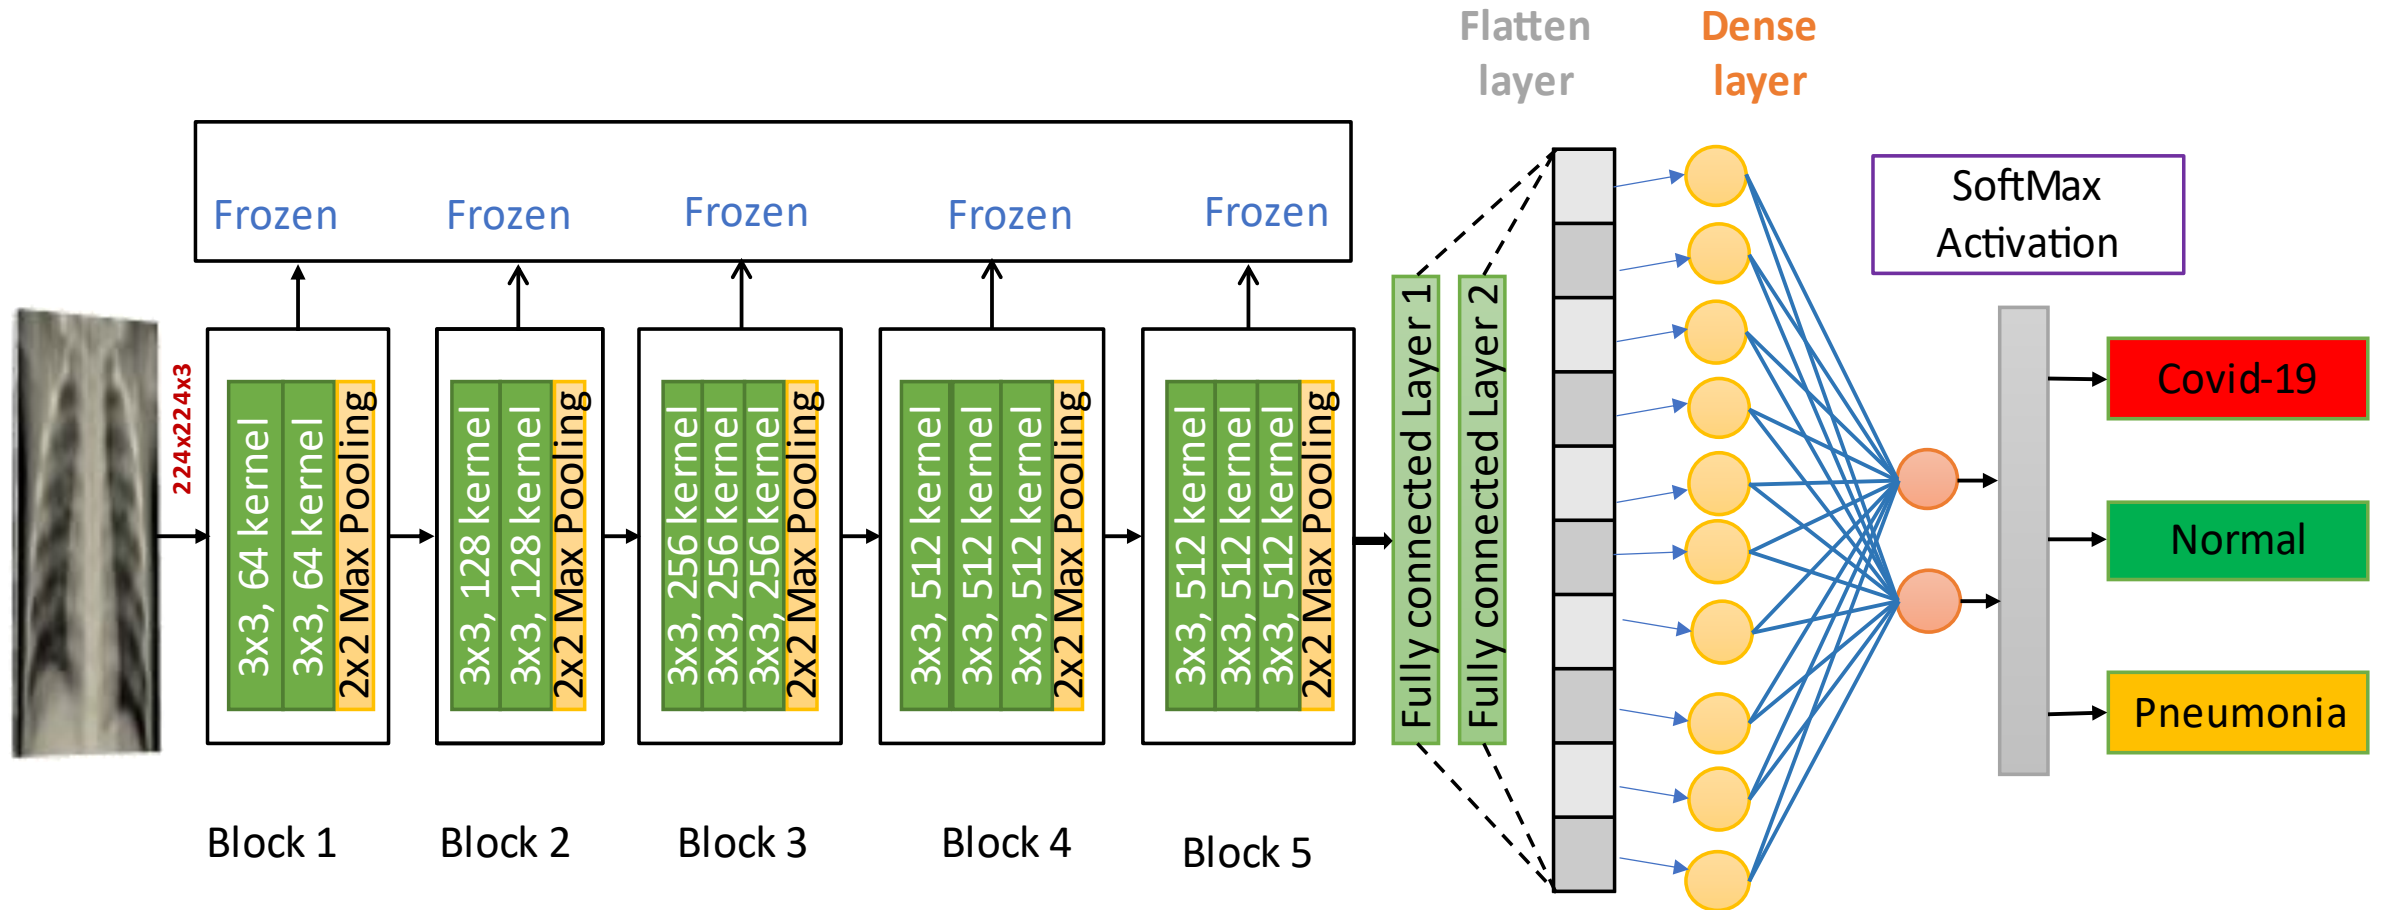 Flatten
layer
Dense
layer
Frozen
Frozen
Frozen
Frozen
Frozen
SoftMax
Activation
224x224x3
3x3, 64 kernel
3x3, 64 kernel
2x2 Max Pooling
3x3, 128 kernel
3x3, 128 kernel
2x2 Max Pooling
3x3, 256 kernel
3x3, 256 kernel
3x3, 256 kernel
2x2 Max Pooling
3x3, 512 kernel
3x3, 512 kernel
3x3, 512 kernel
2x2 Max Pooling
3x3, 512 kernel
3x3, 512 kernel
3x3, 512 kernel
2x2 Max Pooling
Fully connected Layer 1
Fully connected Layer 2
Covid-19
Normal
Pneumonia
Block 1
Block 2
Block 3
Block 4
Block 5